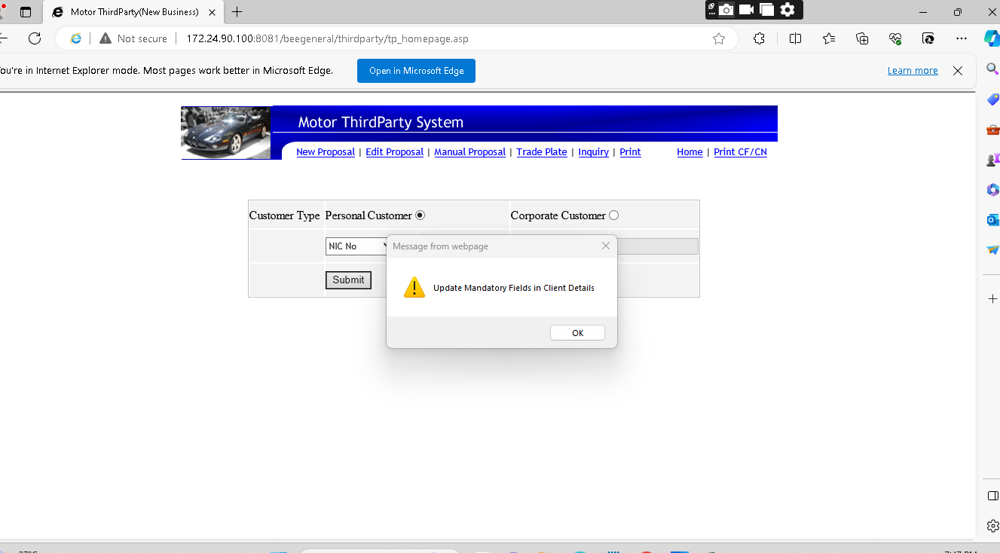 Motor ThirdParty(New Business)
Not secure 172.24.90.100:8081/beegeneral/thirdparty/tp_homepage.asp
You're in Internet Explorer mode. Most pages work better in Microsoft Edge. Open in Microsoft Edge Learn more
Motor ThirdParty System
New Proposal | Edit Proposal | Manual Proposal | Trade Plate | Inquiry | Print Home | Print CF/CN
Customer Type Personal Customer Corporate Customer
NIC No
Message from webpage
Submit
Update Mandatory Fields in Client Details
OK